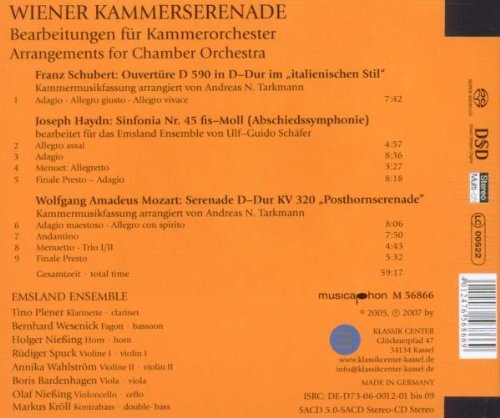 WIENER KAMMERSERENADE
Bearbeitungen für Kammerorchester
Arrangements for Chamber Orchestra
Franz Schubert: Ouvertüre D 590 in D-Dur im „italienischen Stil"
Kammermusikfassung arrangiert von Andreas N. Tarkmann
1 Adagio - Allegro giusto - Allegro vivace 7:42
Joseph Haydn: Sinfonia Nr. 45 fis-Moll (Abschiedssymphonie)
bearbeitet für das Emsland Ensemble von Ulf-Guido Schäfer
2 Allegro assai 4:57
3 Adagio 8:36
4 Menuet: Allegretto 3:27
5 Finale Presto – Adagio 8:18
Wolfgang Amadeus Mozart: Serenade D-Dur KV 320 „Posthornserenade"
Kammermusikfassung arrangiert von Andreas N. Tarkmann
6 Adagio maestoso - Allegro con spirito 8:06
7 Andantino 7:50
8 Menuetto - Trio I/II 4:43
9 Finale Presto 5:32
Gesamtzeit - total time 59:17
EMSLAND ENSEMBLE
Tino Plener Klarinette - clarinet
Bernhard Wesenick Fagott - bassoon
Holger Nießing Horn - horn
Rüdiger Spuck Violine I - violin I
Annika Wahlström Violine II - violin II
Boris Bardenhagen Viola - viola
Olaf Nießing Violoncello - cello
Markus Kröll Kontrabass - double- bass
musicaphon M 56866
© 2005, ℗ 2007 by
KLASSIK CENTER
Glöcknerpfad 47
34134 Kassel
www.klassikcenter-kassel.de
info@klassikcenter-kassel.de
MADE IN GERMANY
ISRC: DE-D73-06-0012-01 bis 09
SACD 5.0-SACD Stereo-CD Stereo
DSD
Direct Stream Digital
Stereo
Multi-ch
LC 00522
4012476568669